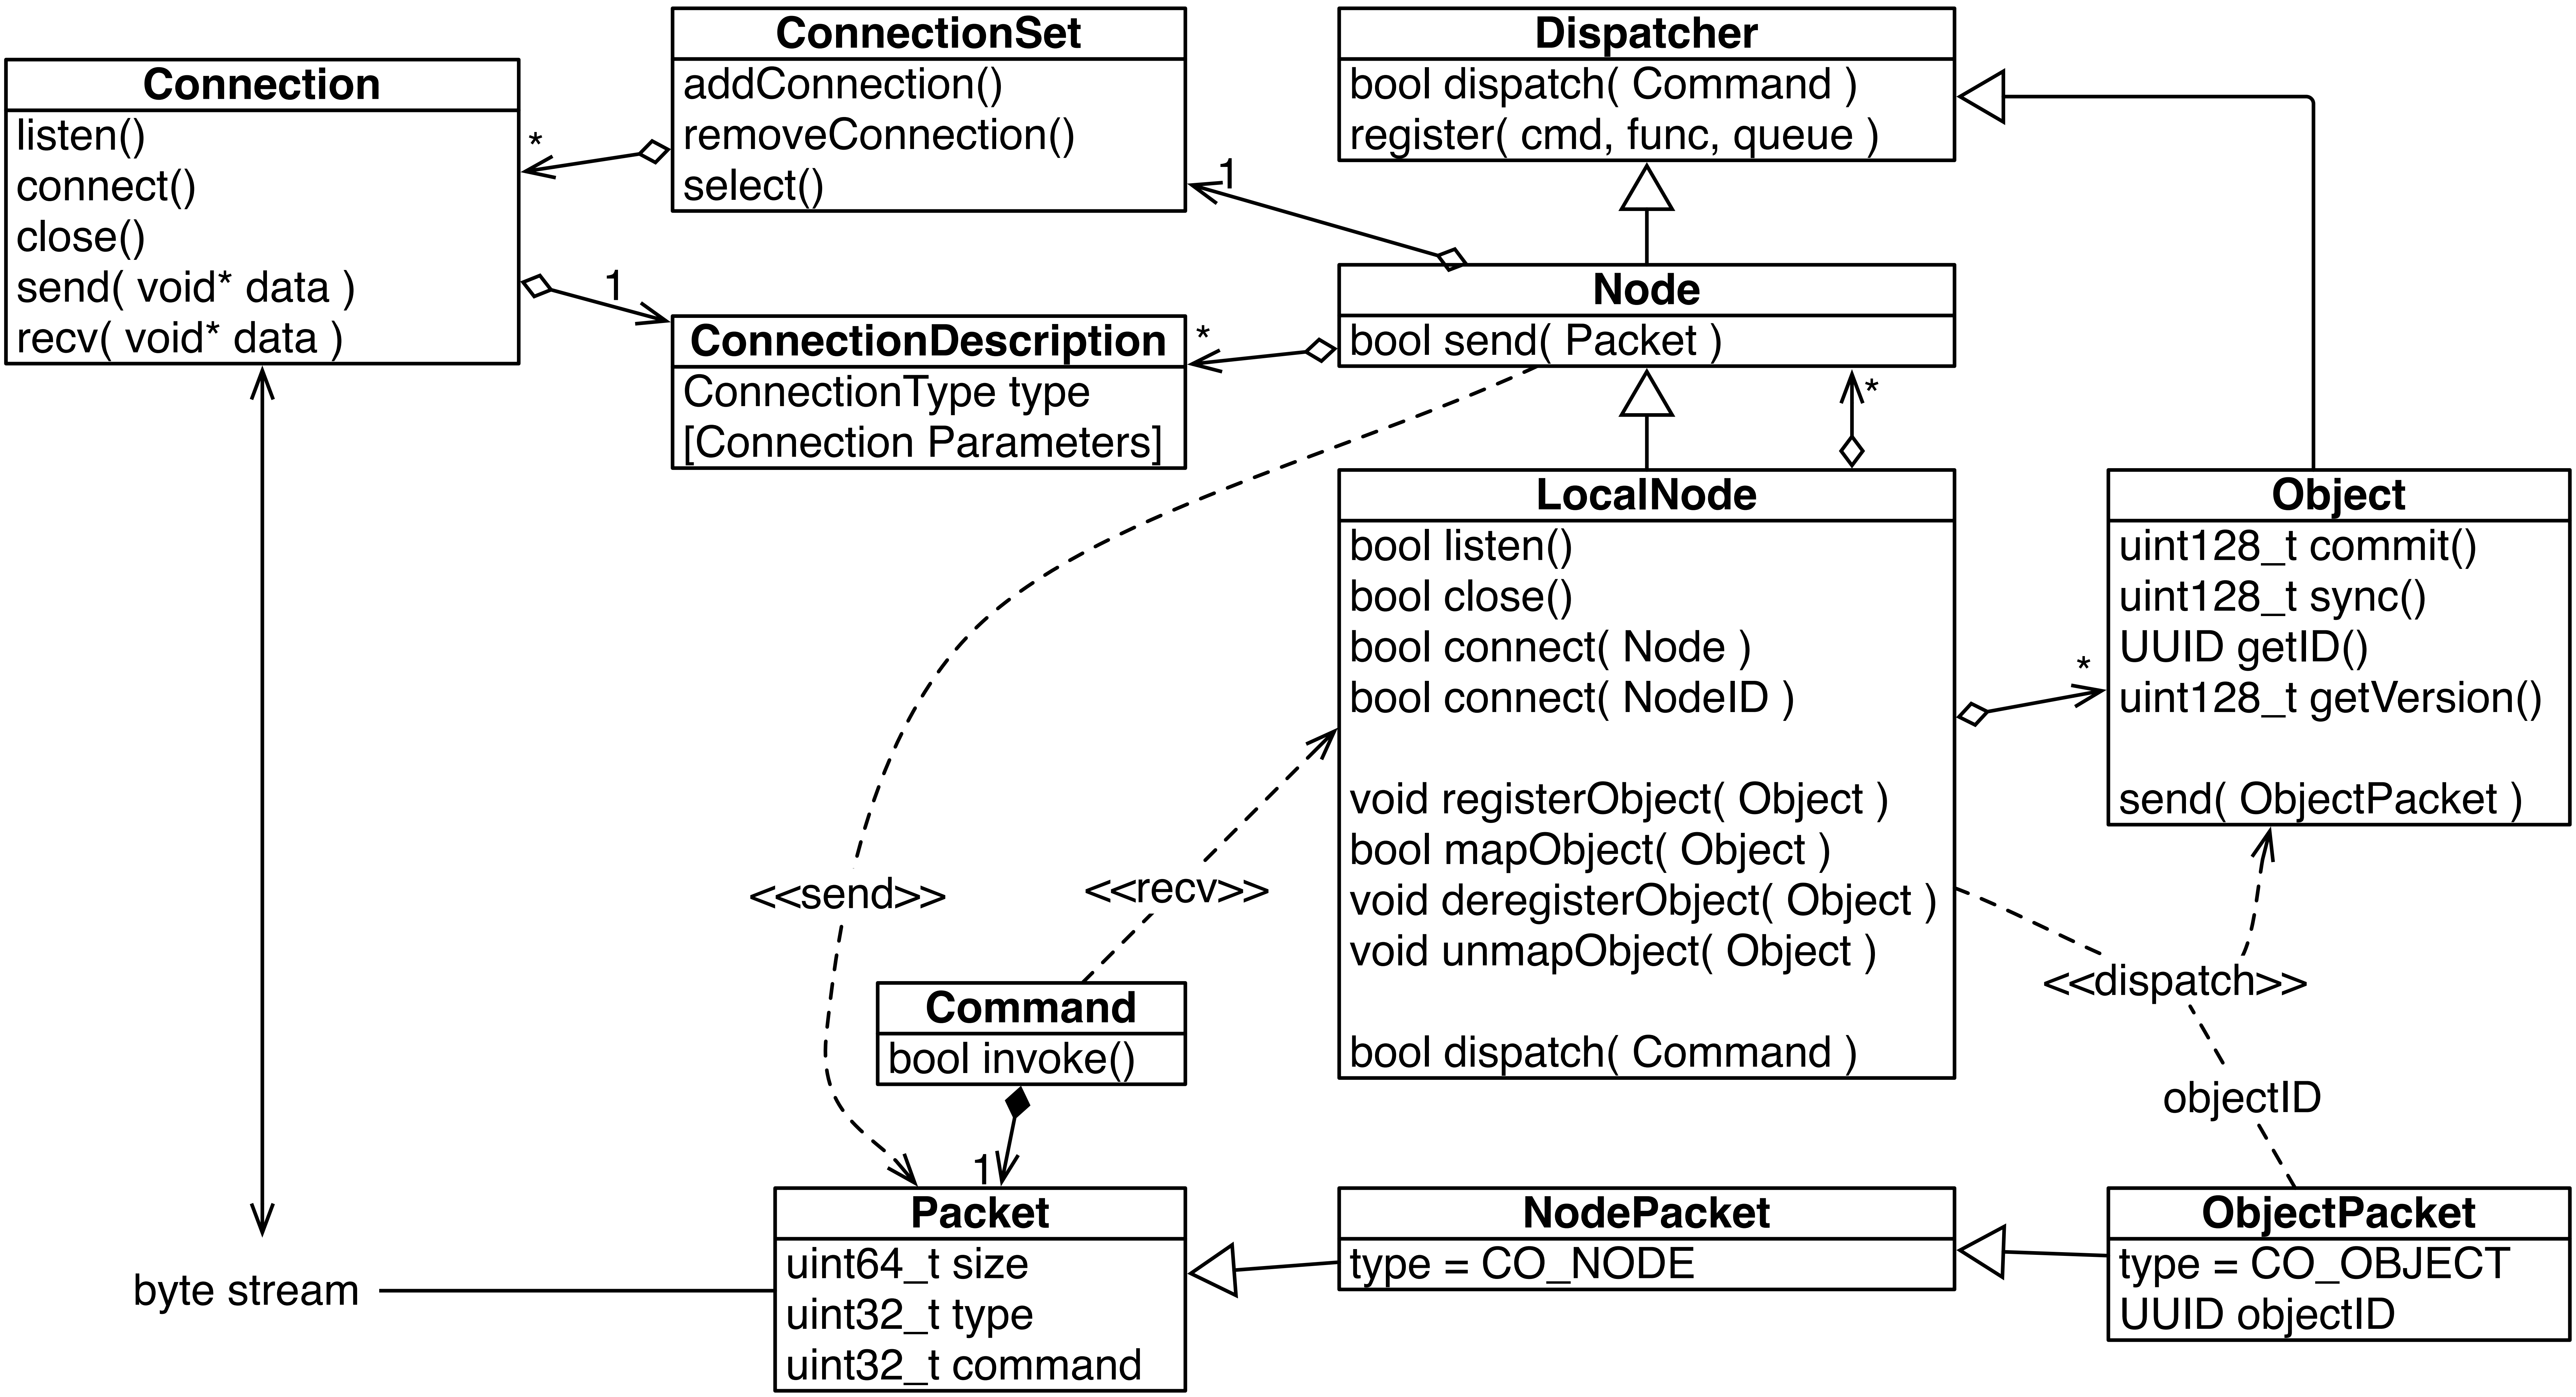 Connection
listen()
connect()
close()
send( void* data )
recv( void* data )
ConnectionSet
addConnection()
removeConnection()
select()
*
1
ConnectionDescription
ConnectionType type
[Connection Parameters]
1
*
Dispatcher
bool dispatch( Command )
register( cmd, func, queue )
Node
bool send( Packet )
*
LocalNode
bool listen()
bool close()
bool connect( Node )
bool connect( NodeID )
void registerObject( Object )
bool mapObject( Object )
void deregisterObject( Object )
void unmapObject( Object )
bool dispatch( Command )
*
Object
uint128_t commit()
uint128_t sync()
UUID getID()
uint128_t getVersion()
send( ObjectPacket )
<<send>>
<<recv>>
<<dispatch>>
objectID
Command
bool invoke()
1
byte stream
Packet
uint64_t size
uint32_t type
uint32_t command
NodePacket
type = CO_NODE
ObjectPacket
type = CO_OBJECT
UUID objectID